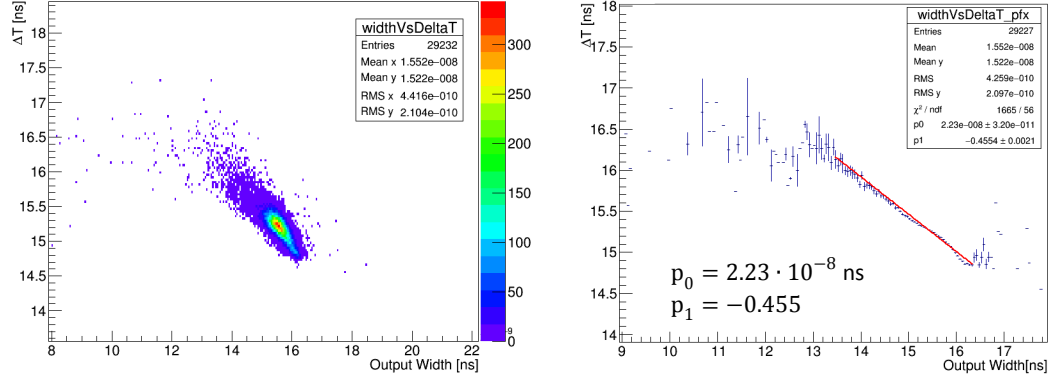 ΔT [ns]
18
17.5
17
16.5
16
15.5
15
14.5
14
8
10
12
14
16
18
20
22
Output Width [ns]
widthVsDeltaT
Entries 29232
Mean x 1.552e−008
Mean y 1.522e−008
RMS x 4.416e−010
RMS y 2.104e−010
300
250
200
150
100
50
9
0
ΔT [ns]
18
17.5
17
16.5
16
15.5
15
14.5
14
9
10
11
12
13
14
15
16
17
Output Width[ns]
widthVsDeltaT_pfx
Entries 29227
Mean 1.552e−008
Mean y 1.522e−008
RMS 4.259e−010
RMS y 2.097e−010
χ² / ndf 1665 / 56
p0 2.23e−008 ± 3.20e−011
p1 −0.4554 ± 0.0021
p₀ = 2.23 · 10⁻⁸ ns
p₁ = −0.455